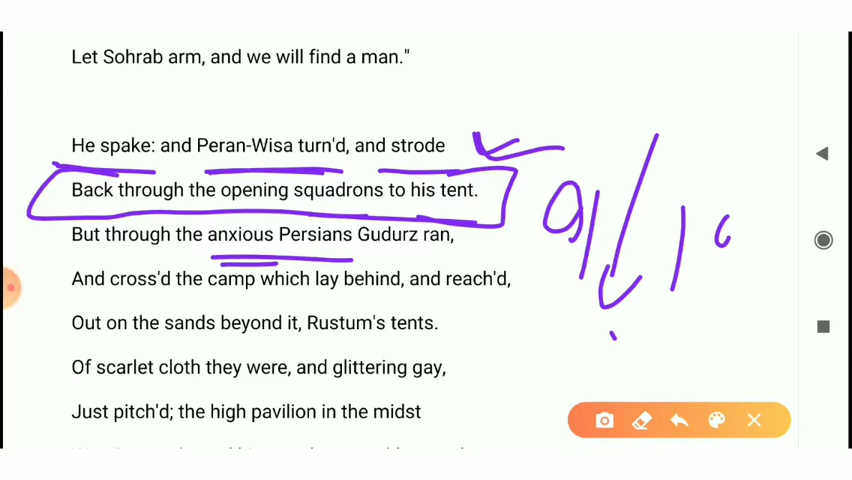 Let Sohrab arm, and we will find a man."
He spake: and Peran-Wisa turn'd, and strode
Back through the opening squadrons to his tent.
But through the anxious Persians Gudurz ran,
And cross'd the camp which lay behind, and reach'd,
Out on the sands beyond it, Rustum's tents.
Of scarlet cloth they were, and glittering gay,
Just pitch'd; the high pavilion in the midst